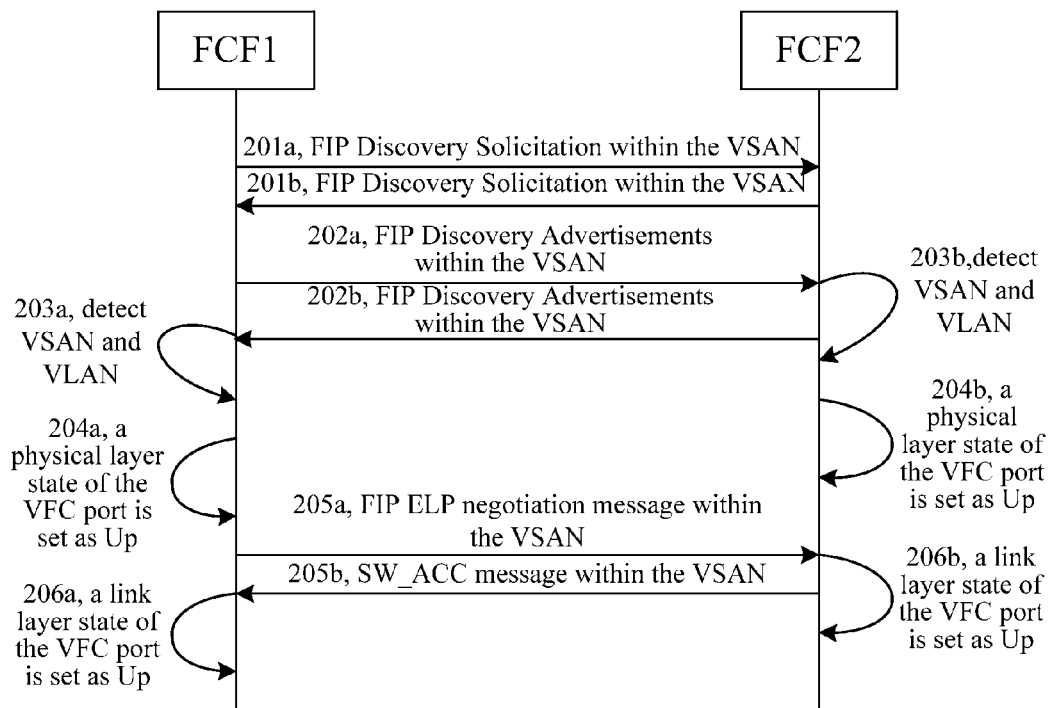 FCF1
FCF2
201a, FIP Discovery Solicitation within the VSAN
201b, FIP Discovery Solicitation within the VSAN
202a, FIP Discovery Advertisements
within the VSAN
202b, FIP Discovery Advertisements
within the VSAN
203b,detect
VSAN and
VLAN
203a, detect
VSAN and
VLAN
204b, a
physical
layer state of
the VFC port
is set as Up
204a, a
physical layer
state of the
VFC port is
set as Up
205a, FIP ELP negotiation message within
the VSAN
205b, SW_ACC message within the VSAN
206b, a link
layer state of
the VFC port
is set as Up
206a, a link
layer state of
the VFC port
is set as Up